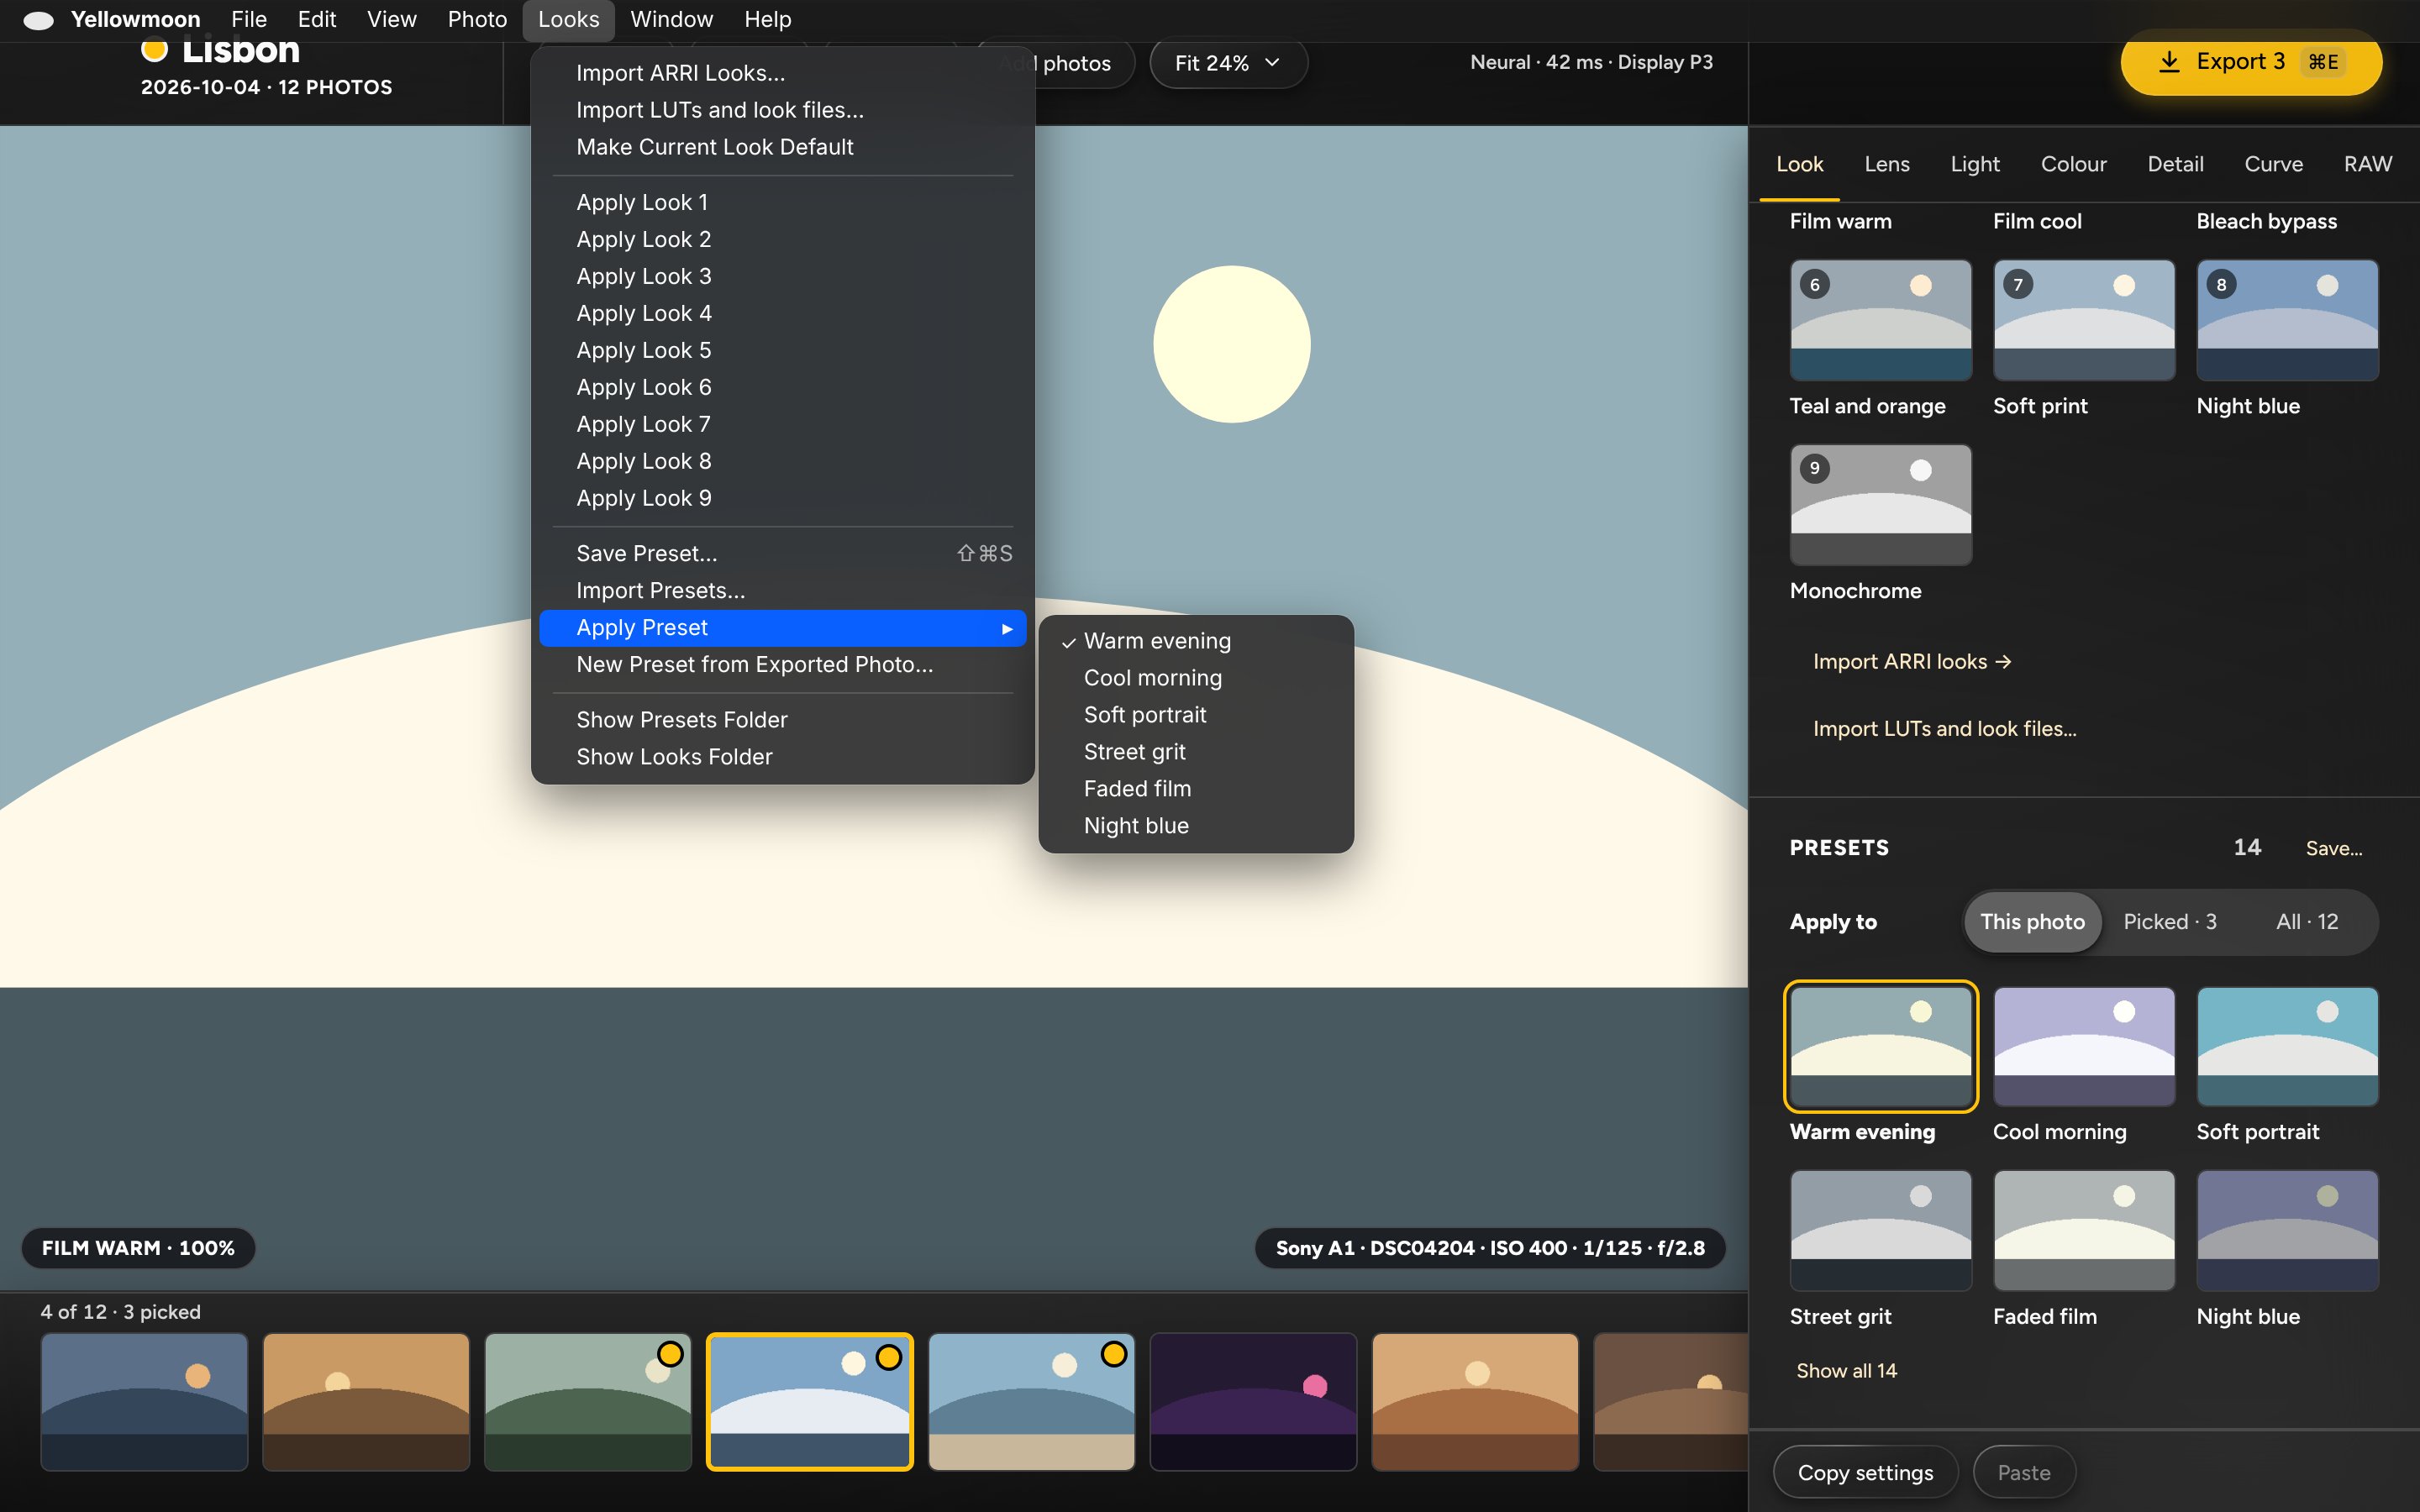 Yellowmoon File Edit View Photo Looks Window Help
Lisbon
2026-10-04 · 12 PHOTOS
photos
Fit 24%
Neural · 42 ms · Display P3
Export 3 ⌘E
Import ARRI Looks...
Import LUTs and look files...
Make Current Look Default
Apply Look 1
Apply Look 2
Apply Look 3
Apply Look 4
Apply Look 5
Apply Look 6
Apply Look 7
Apply Look 8
Apply Look 9
Save Preset... ⇧⌘S
Import Presets...
Apply Preset ▶
New Preset from Exported Photo...
Show Presets Folder
Show Looks Folder
✓ Warm evening
Cool morning
Soft portrait
Street grit
Faded film
Night blue
Look Lens Light Colour Detail Curve RAW
Film warm Film cool Bleach bypass
6 7 8
Teal and orange Soft print Night blue
9
Monochrome
Import ARRI looks →
Import LUTs and look files...
PRESETS 14 Save...
Apply to This photo Picked · 3 All · 12
Warm evening Cool morning Soft portrait
Street grit Faded film Night blue
Show all 14
Copy settings Paste
FILM WARM · 100%
Sony A1 · DSC04204 · ISO 400 · 1/125 · f/2.8
4 of 12 · 3 picked